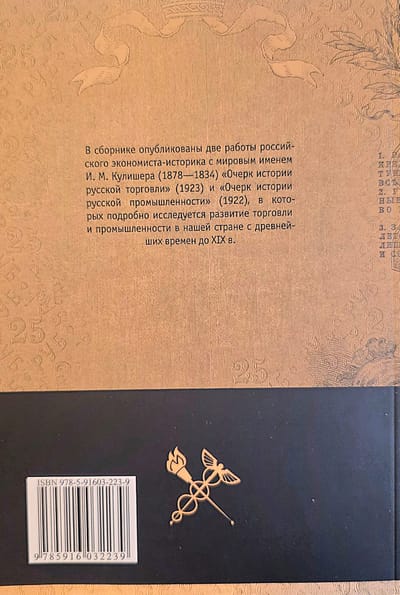 В сборнике опубликованы две работы россий-
ского экономиста-историка с мировым именем
И. М. Кулишера (1878—1834) «Очерк истории
русской торговли» (1923) и «Очерк истории
русской промышленности» (1922), в кото-
рых подробно исследуется развитие торговли
и промышленности в нашей стране с древней-
ших времен до XIX в.
25
25
ISBN 978-5-91603-223-9
9 785916 032239